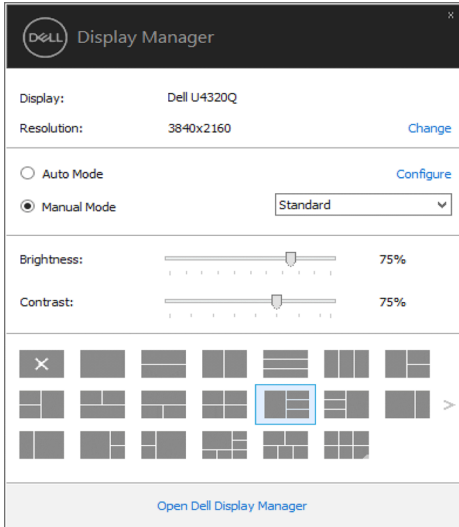 DELL Display Manager
Display: Dell U4320Q
Resolution: 3840x2160 Change
Auto Mode Configure
Manual Mode Standard
Brightness: 75%
Contrast: 75%
Open Dell Display Manager